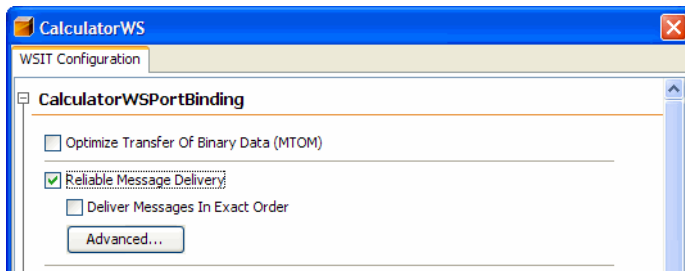 CalculatorWS
WSIT Configuration
CalculatorWSPortBinding
Optimize Transfer Of Binary Data (MTOM)
Reliable Message Delivery
Deliver Messages In Exact Order
Advanced...